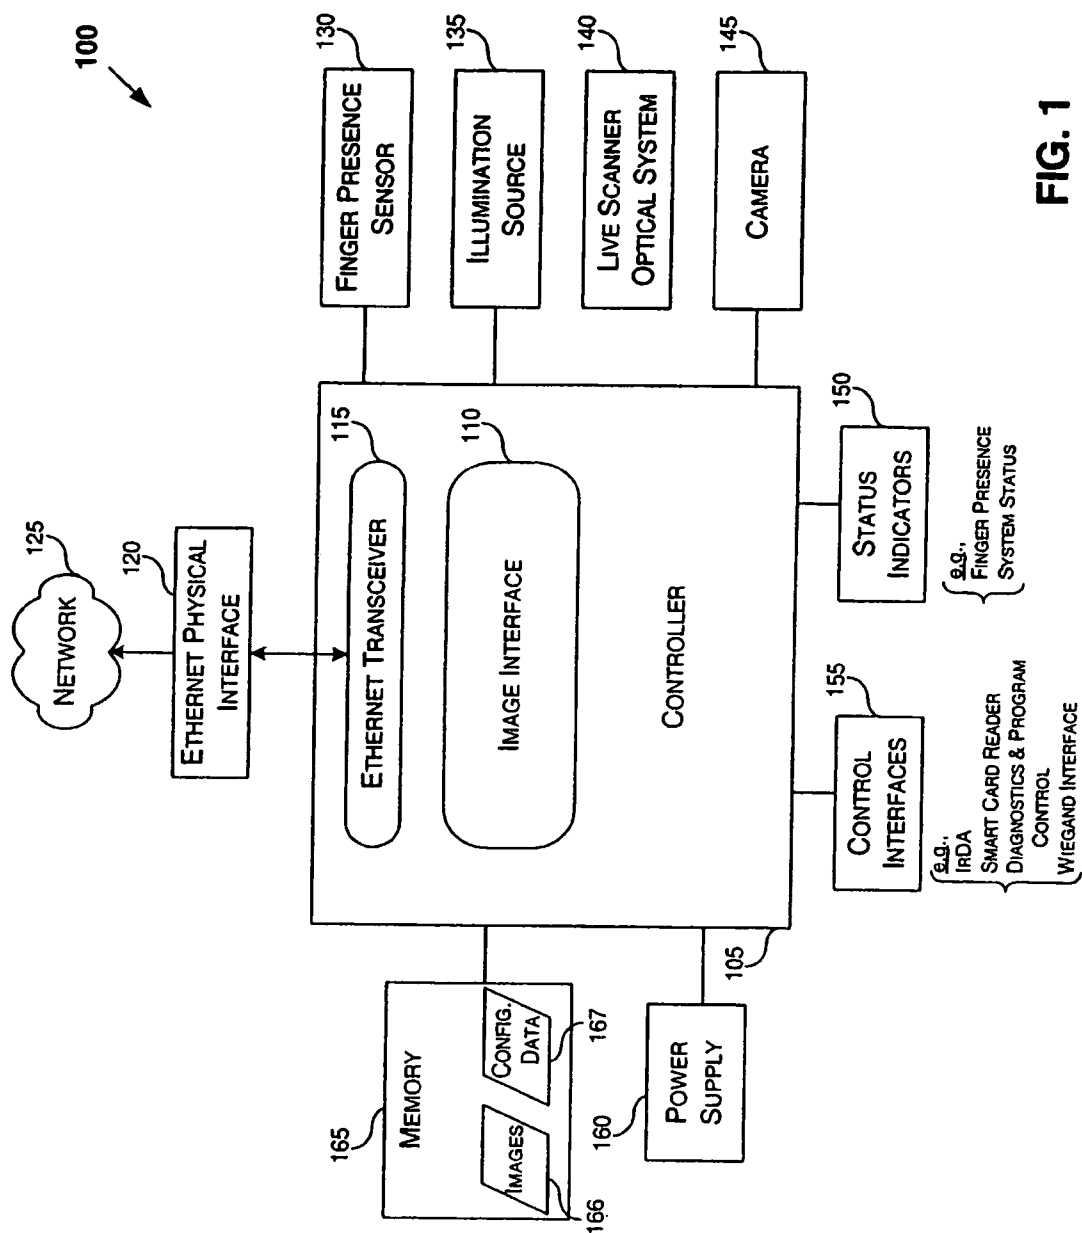 100
NETWORK
125
ETHERNET PHYSICAL
INTERFACE
120
ETHERNET TRANSCEIVER
115
IMAGE INTERFACE
110
CONTROLLER
105
FINGER PRESENCE
SENSOR
130
ILLUMINATION
SOURCE
135
LIVE SCANNER
OPTICAL SYSTEM
140
CAMERA
145
MEMORY
165
IMAGES
166
CONFIG.
DATA
167
POWER
SUPPLY
160
CONTROL
INTERFACES
155
e.g.,
IRDA
SMART CARD READER
DIAGNOSTICS & PROGRAM
CONTROL
WIEGAND INTERFACE
STATUS
INDICATORS
150
e.g.,
FINGER PRESENCE
SYSTEM STATUS
FIG. 1